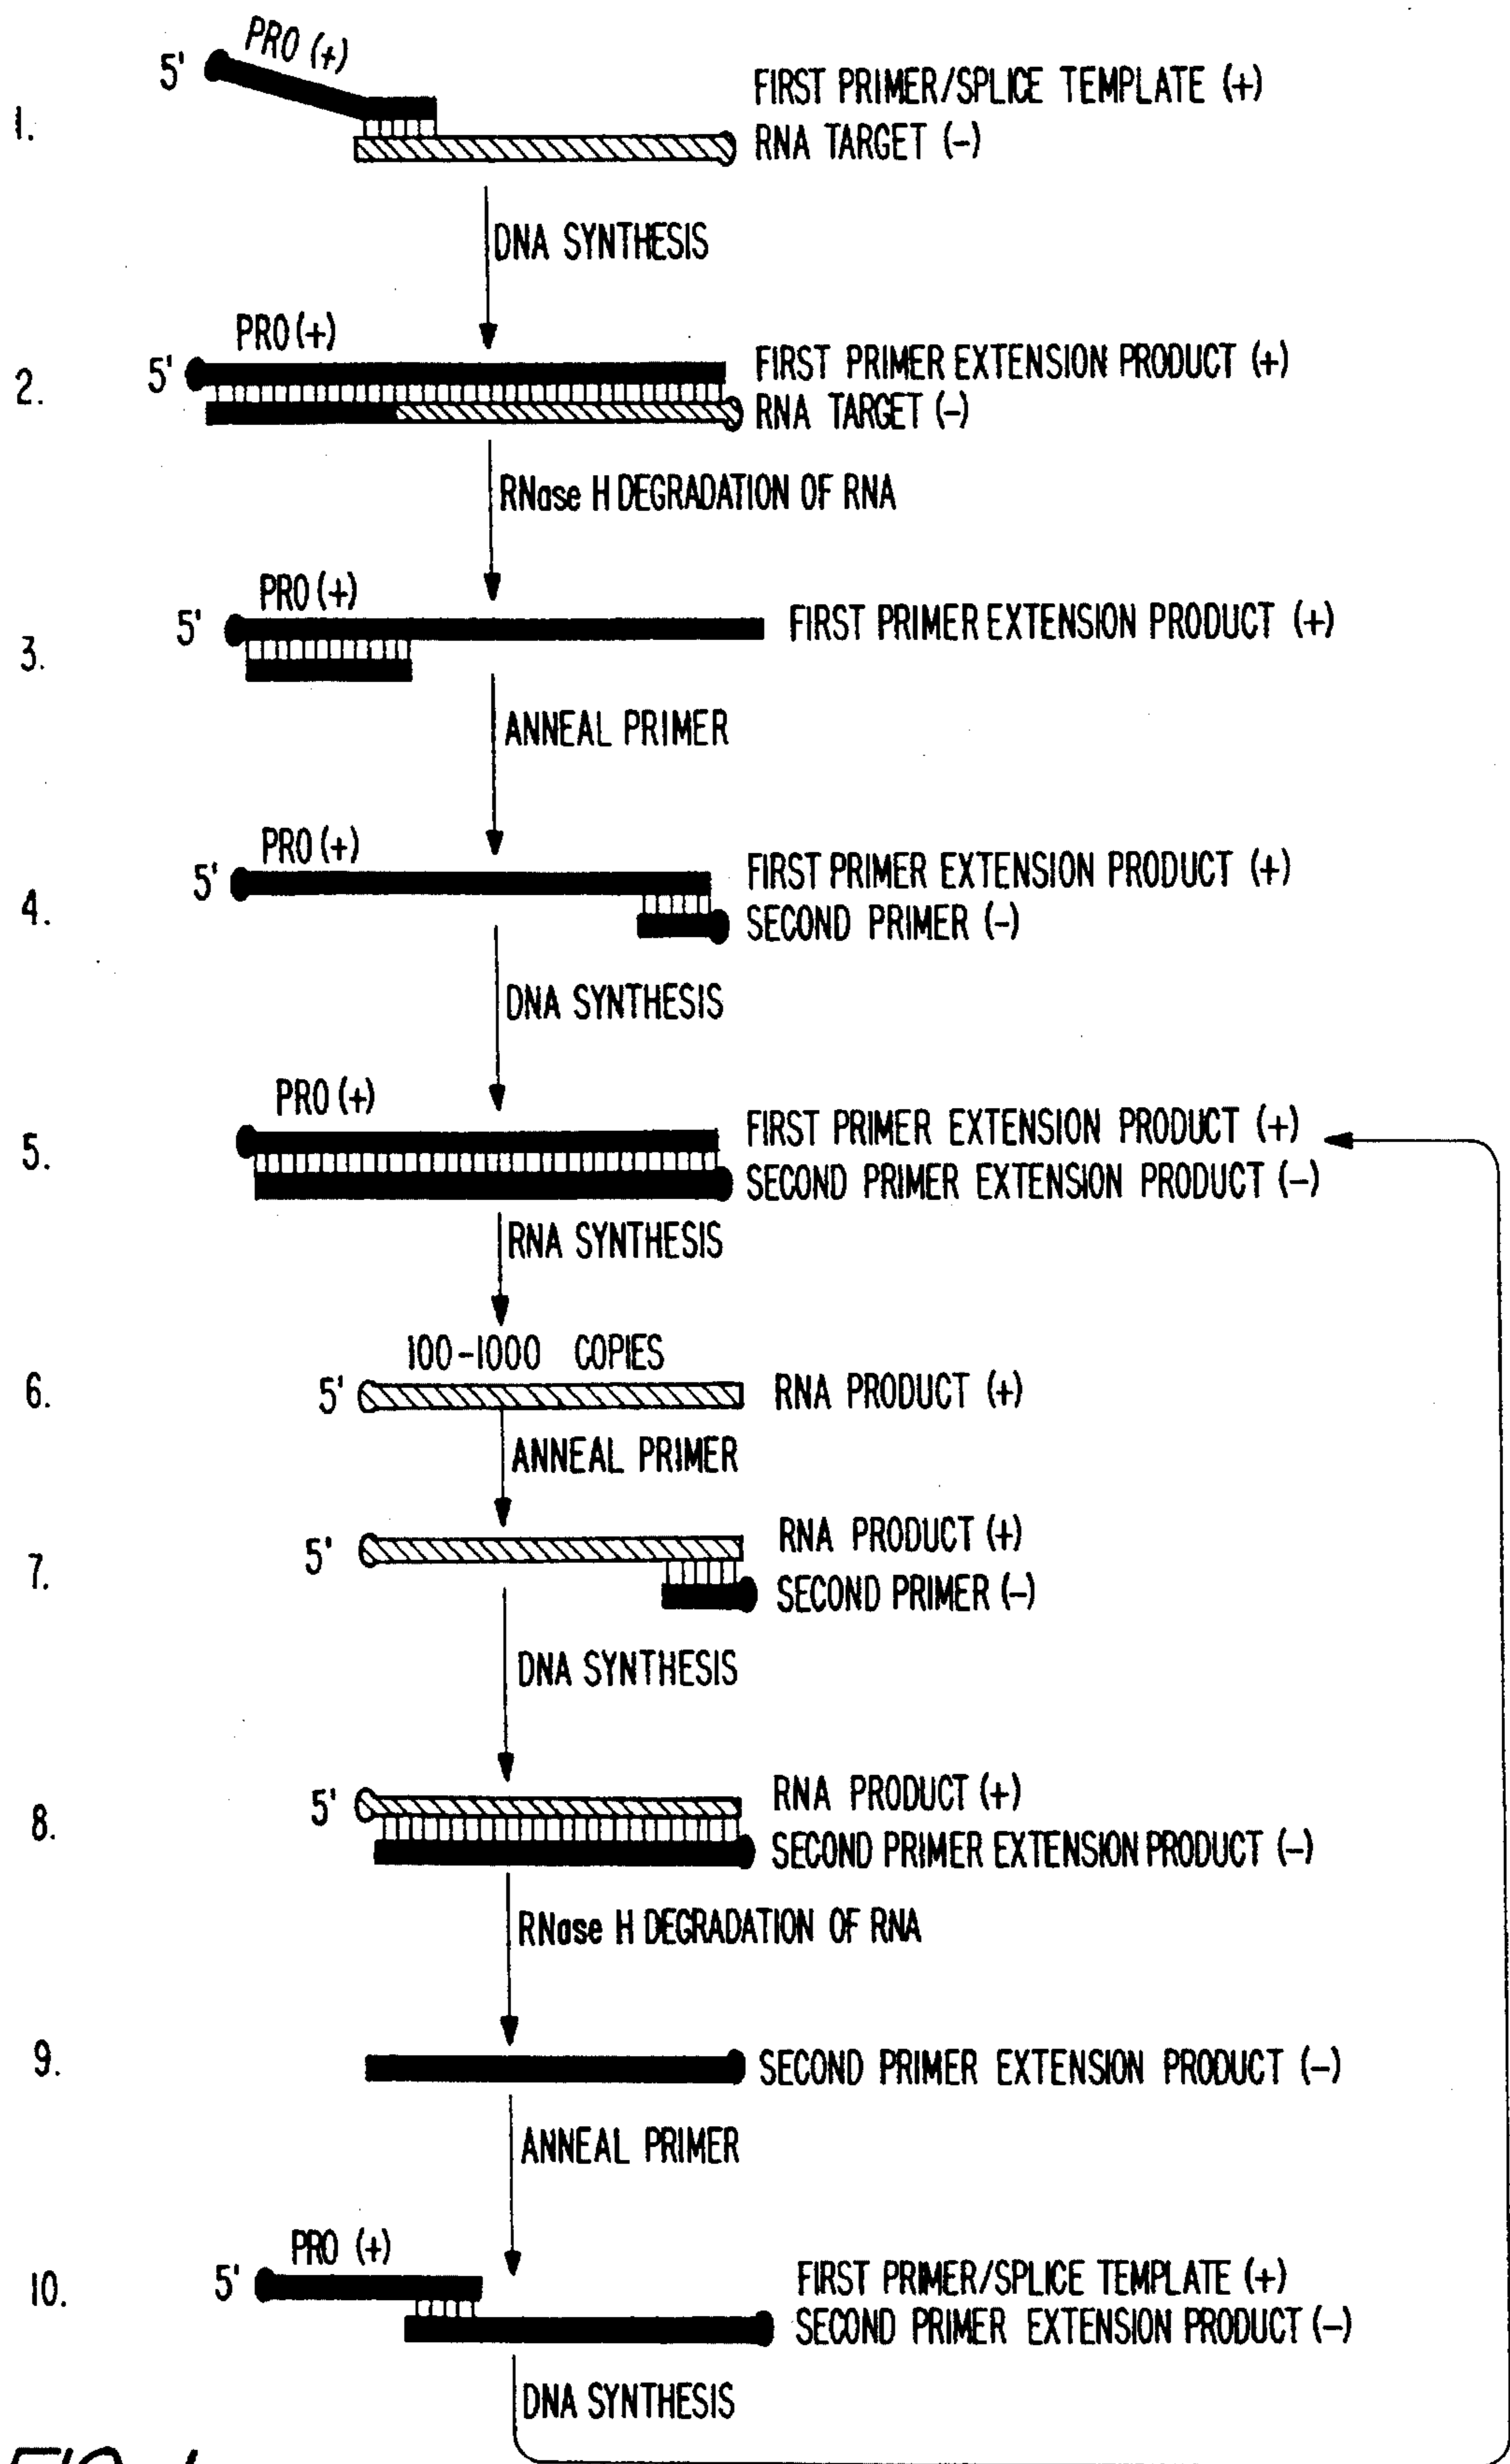 PRO (+)
5'
1.
FIRST PRIMER/SPLICE TEMPLATE (+)
RNA TARGET (-)
DNA SYNTHESIS
PRO (+)
5'
2.
FIRST PRIMER EXTENSION PRODUCT (+)
RNA TARGET (-)
RNase H DEGRADATION OF RNA
PRO (+)
5'
FIRST PRIMER EXTENSION PRODUCT (+)
3.
ANNEAL PRIMER
PRO (+)
5'
FIRST PRIMER EXTENSION PRODUCT (+)
4.
SECOND PRIMER (-)
DNA SYNTHESIS
PRO (+)
FIRST PRIMER EXTENSION PRODUCT (+)
5.
SECOND PRIMER EXTENSION PRODUCT (-)
RNA SYNTHESIS
100-1000 COPIES
6.
5'
RNA PRODUCT (+)
ANNEAL PRIMER
5'
RNA PRODUCT (+)
7.
SECOND PRIMER (-)
DNA SYNTHESIS
5'
RNA PRODUCT (+)
8.
SECOND PRIMER EXTENSION PRODUCT (-)
RNase H DEGRADATION OF RNA
9.
SECOND PRIMER EXTENSION PRODUCT (-)
ANNEAL PRIMER
PRO (+)
5'
10.
FIRST PRIMER/SPLICE TEMPLATE (+)
SECOND PRIMER EXTENSION PRODUCT (-)
DNA SYNTHESIS